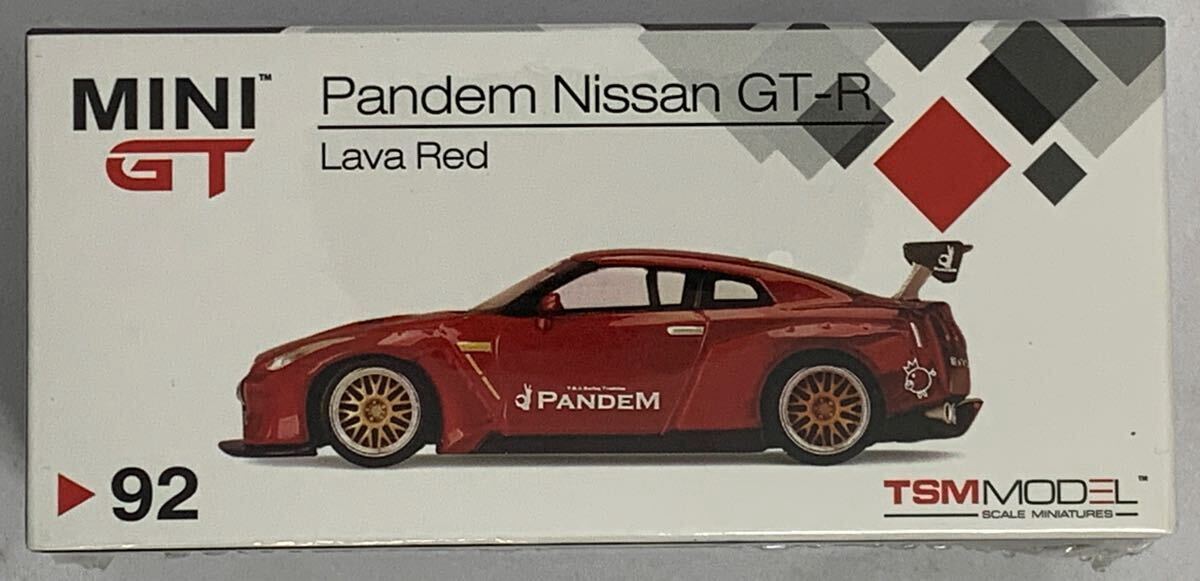 MINI™
GT
Pandem Nissan GT-R
Lava Red
PANDEM
92
TSMMODEL™
SCALE MINIATURES